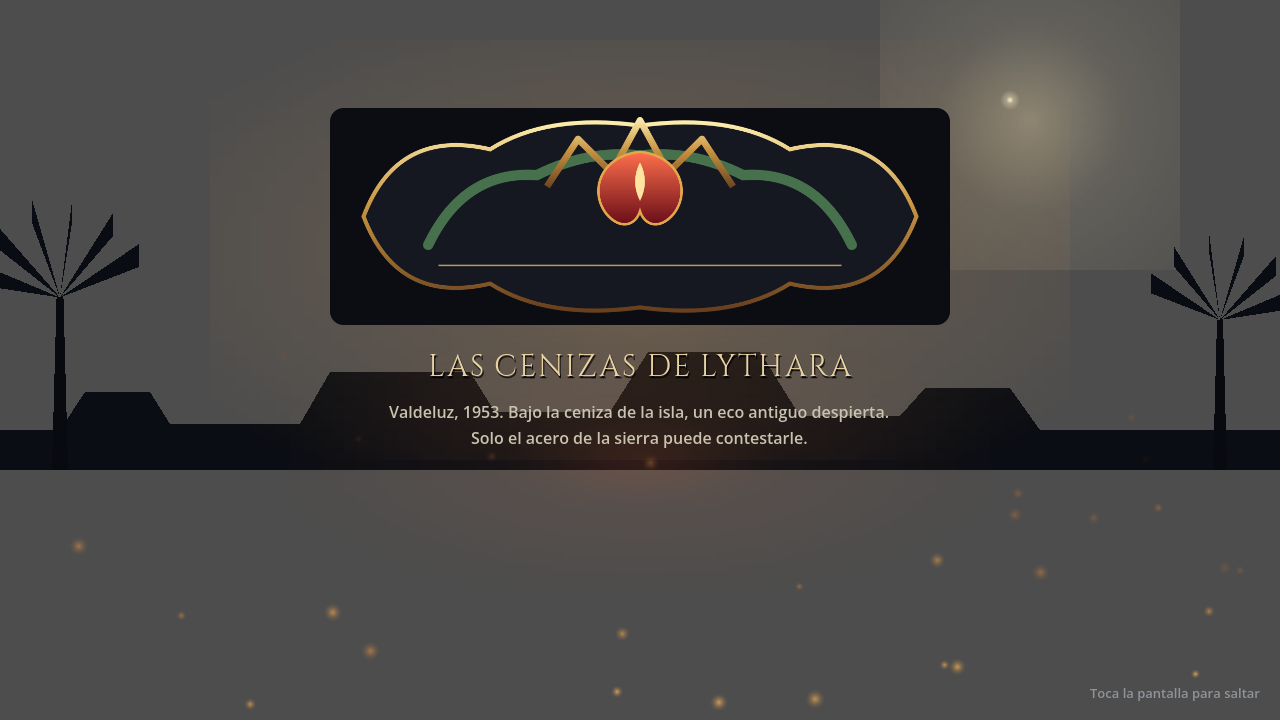 LAS CENIZAS DE LYTHARA
Valdeluz, 1953. Bajo la ceniza de la isla, un eco antiguo despierta.
Solo el acero de la sierra puede contestarle.
Toca la pantalla para saltar